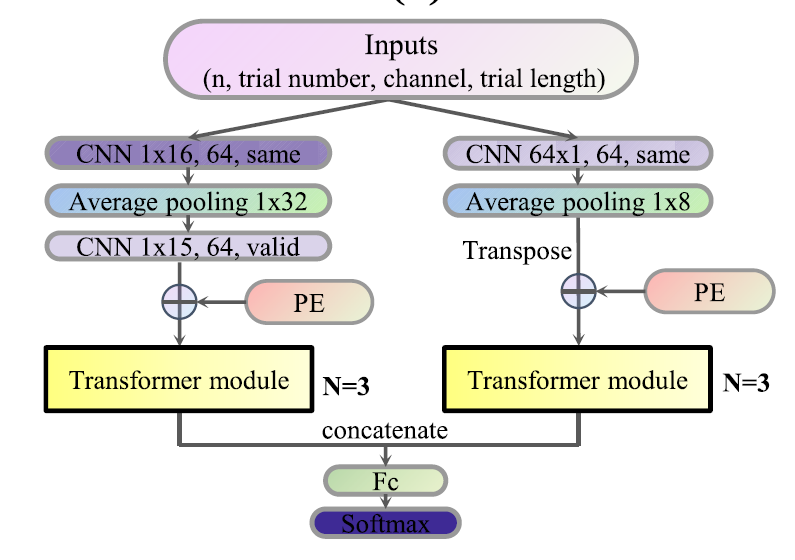 Inputs
(n, trial number, channel, trial length)
CNN 1x16, 64, same
CNN 64x1, 64, same
Average pooling 1x32
Average pooling 1x8
CNN 1x15, 64, valid
Transpose
PE
PE
Transformer module
N=3
Transformer module
N=3
concatenate
Fc
Softmax